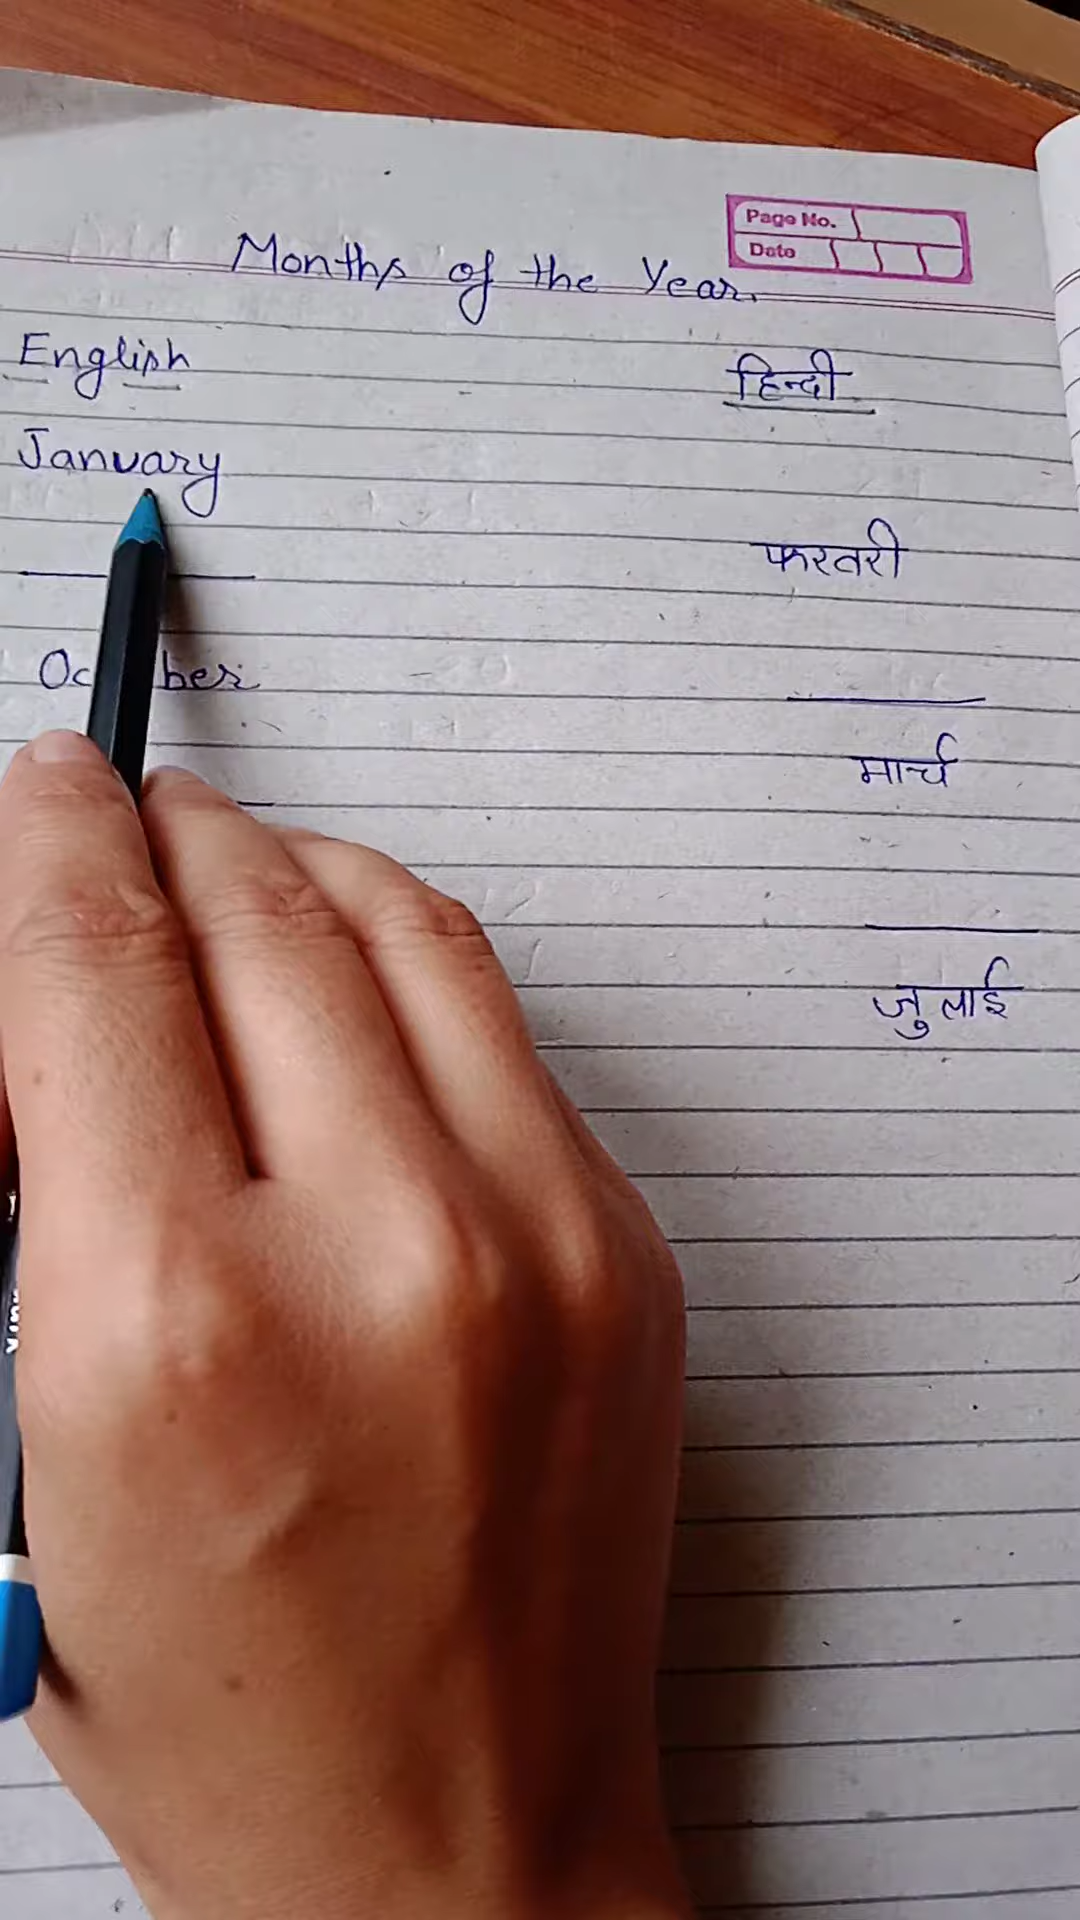 Page No.
Date
Months of the Year.
English हिन्दी
January
फरवरी
मार्च
जुलाई